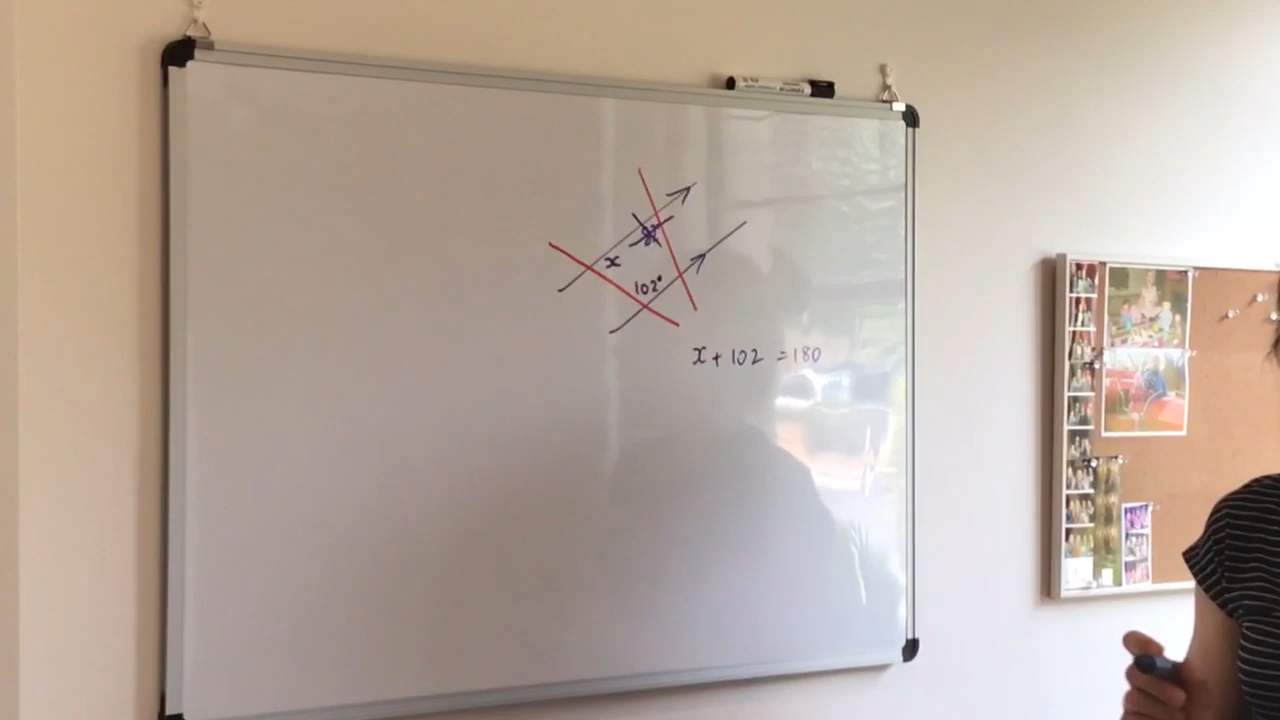 x
102°
x + 102 = 180